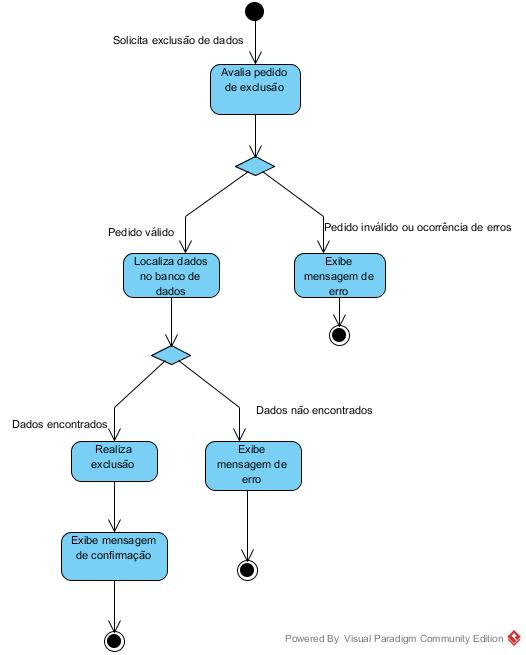 Solicita exclusão de dados
Avalia pedido
de exclusão
Pedido válido
Pedido inválido ou ocorrência de erros
Localiza dados
no banco de
dados
Exibe
mensagem de
erro
Dados encontrados
Dados não encontrados
Realiza
exclusão
Exibe
mensagem de
erro
Exibe mensagem
de confirmação
Powered By Visual Paradigm Community Edition